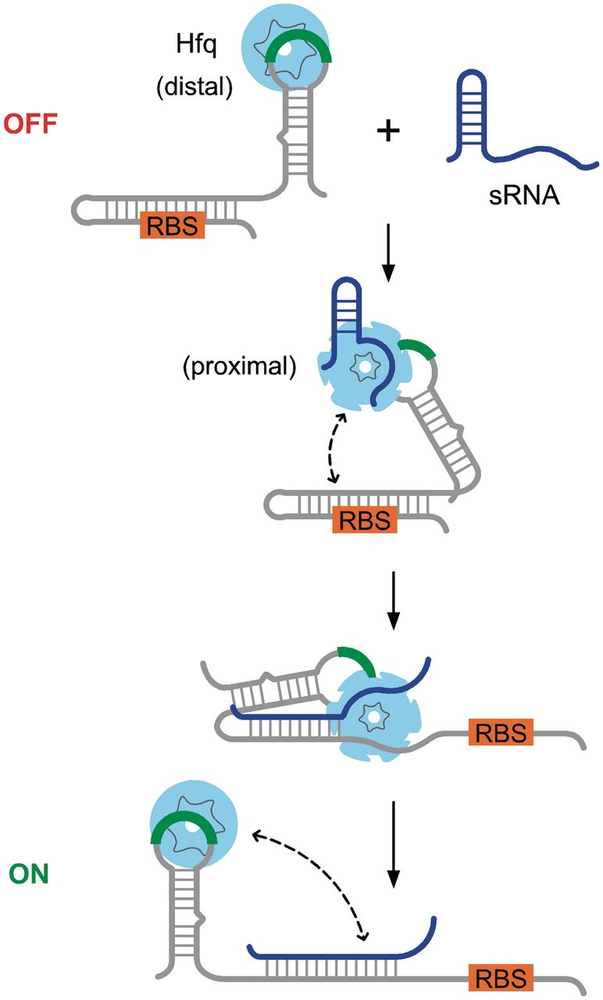 Hfq
(distal)
OFF
+
sRNA
RBS
(proximal)
RBS
RBS
ON
RBS